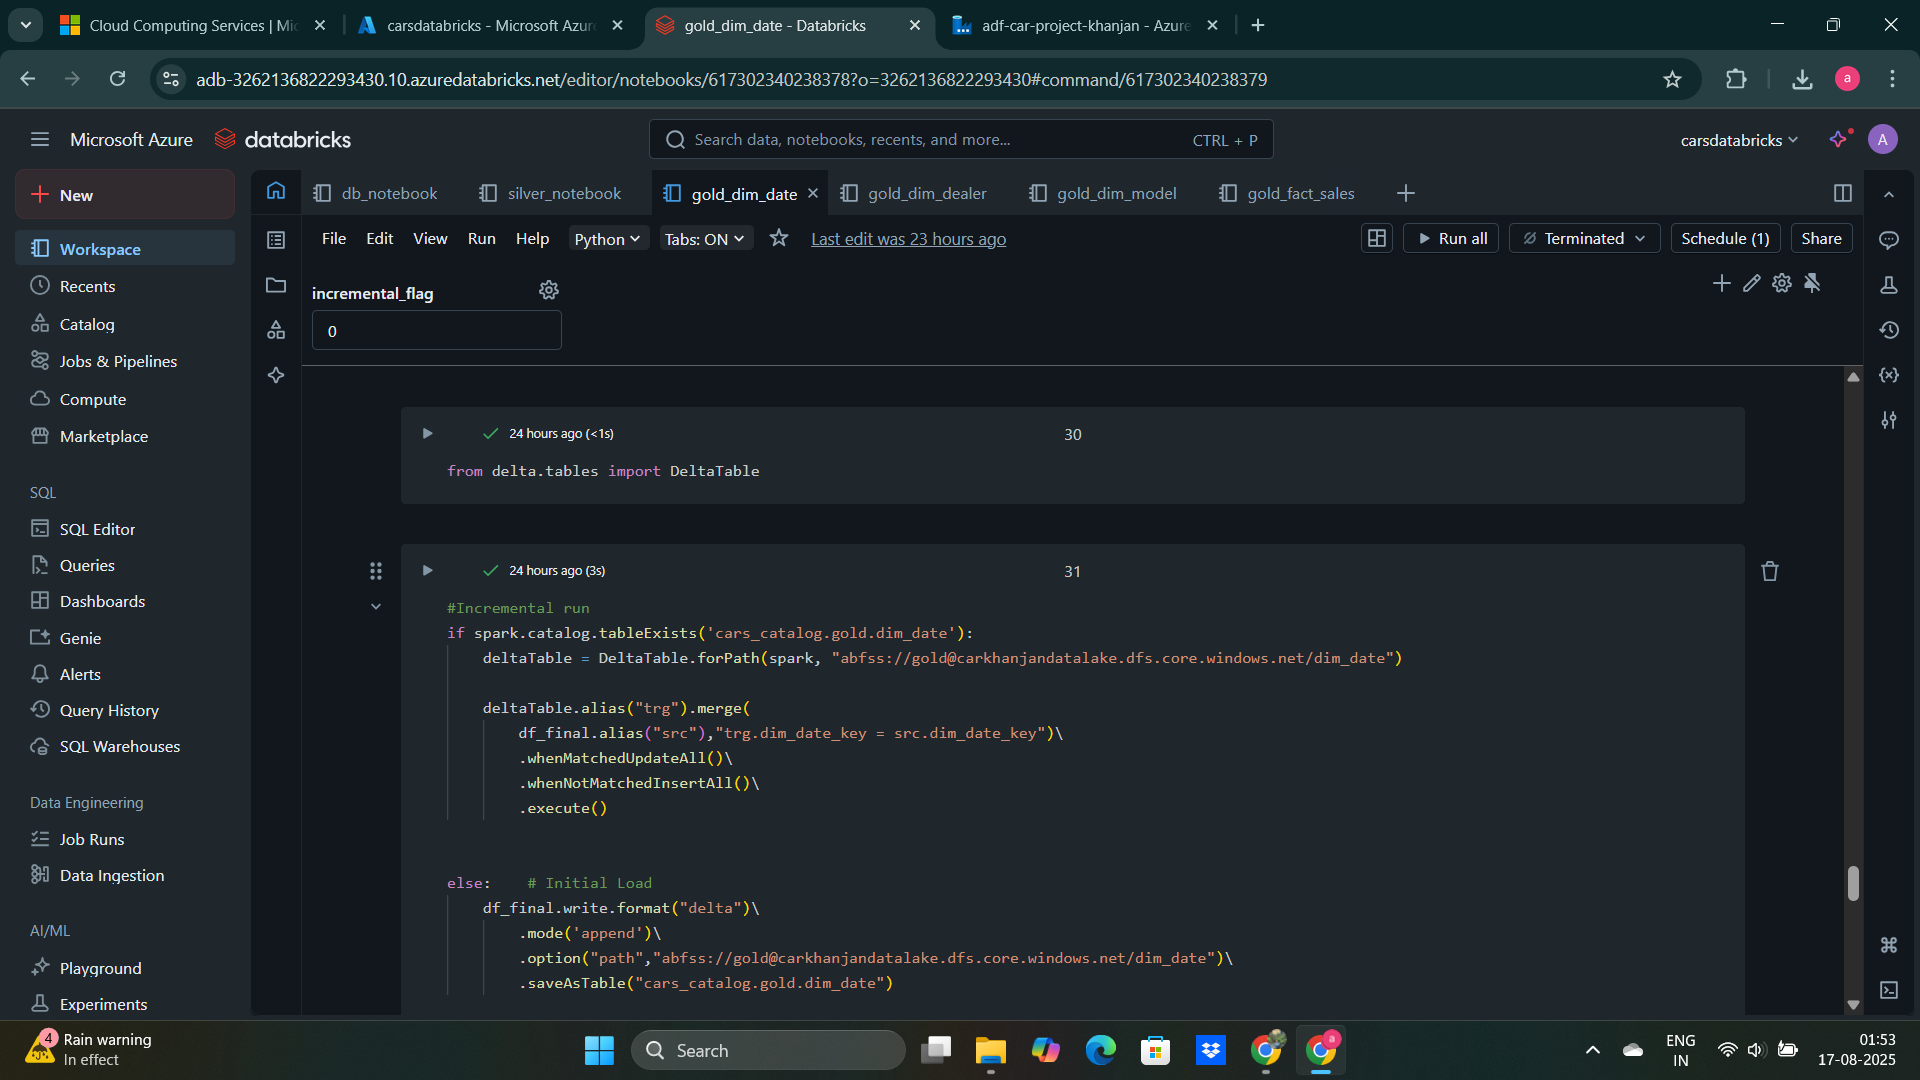 Cloud Computing Services | Mic
carsdatabricks - Microsoft Azure
gold_dim_date - Databricks
adf-car-project-khanjan - Azure
adb-3262136822293430.10.azuredatabricks.net/editor/notebooks/617302340238378?o=3262136822293430#command/617302340238379
a
Microsoft Azure
databricks
Search data, notebooks, recents, and more...
CTRL + P
carsdatabricks
A
New
Workspace
Recents
Catalog
Jobs & Pipelines
Compute
Marketplace
SQL
SQL Editor
Queries
Dashboards
Genie
Alerts
Query History
SQL Warehouses
Data Engineering
Job Runs
Data Ingestion
AI/ML
Playground
Experiments
db_notebook
silver_notebook
gold_dim_date
gold_dim_dealer
gold_dim_model
gold_fact_sales
File Edit View Run Help Python Tabs: ON Last edit was 23 hours ago
Run all
Terminated
Schedule (1)
Share
incremental_flag
0
24 hours ago (<1s)
30
from delta.tables import DeltaTable
24 hours ago (3s)
31
#Incremental run
if spark.catalog.tableExists('cars_catalog.gold.dim_date'):
deltaTable = DeltaTable.forPath(spark, "abfss://gold@carkhanjandatalake.dfs.core.windows.net/dim_date")
deltaTable.alias("trg").merge(
df_final.alias("src"),"trg.dim_date_key = src.dim_date_key")\
.whenMatchedUpdateAll()\
.whenNotMatchedInsertAll()\
.execute()
else: # Initial Load
df_final.write.format("delta")\
.mode('append')\
.option("path","abfss://gold@carkhanjandatalake.dfs.core.windows.net/dim_date")\
.saveAsTable("cars_catalog.gold.dim_date")
4
Rain warning
In effect
Search
a
ENG
IN
01:53
17-08-2025